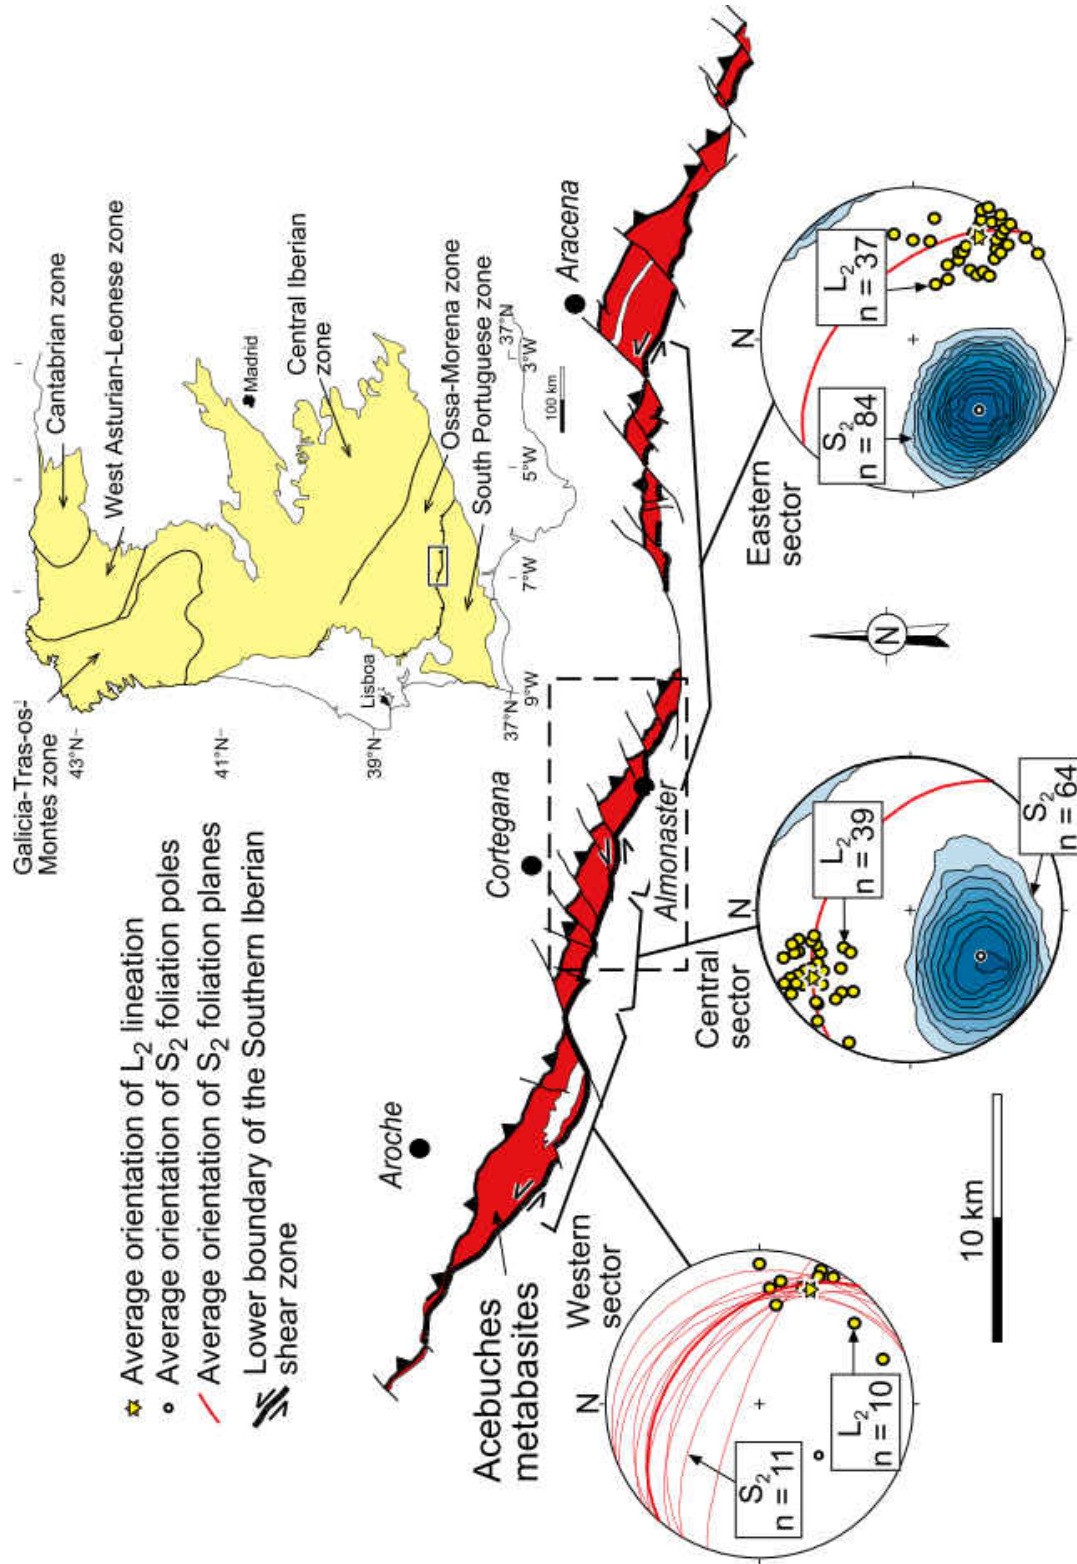 Average orientation of L2 lineation
Average orientation of S2 foliation poles
Average orientation of S2 foliation planes
Lower boundary of the Southern Iberian
shear zone
Galicia-Tras-os-
Montes zone
Cantabrian zone
West Asturian-Leonese zone
Central Iberian
zone
Ossa-Morena zone
South Portuguese zone
Madrid
Lisboa
43°N
41°N
39°N
37°N
9°W
7°W
5°W
3°W
37°N
100 km
Aroche
Cortegana
Almonaster
Aracena
Acebuches
metabasites
Western
sector
Central
sector
Eastern
sector
N
S2
n = 11
L2
n = 10
N
L2
n = 39
S2
n = 64
N
S2
n = 84
L2
n = 37
N
10 km